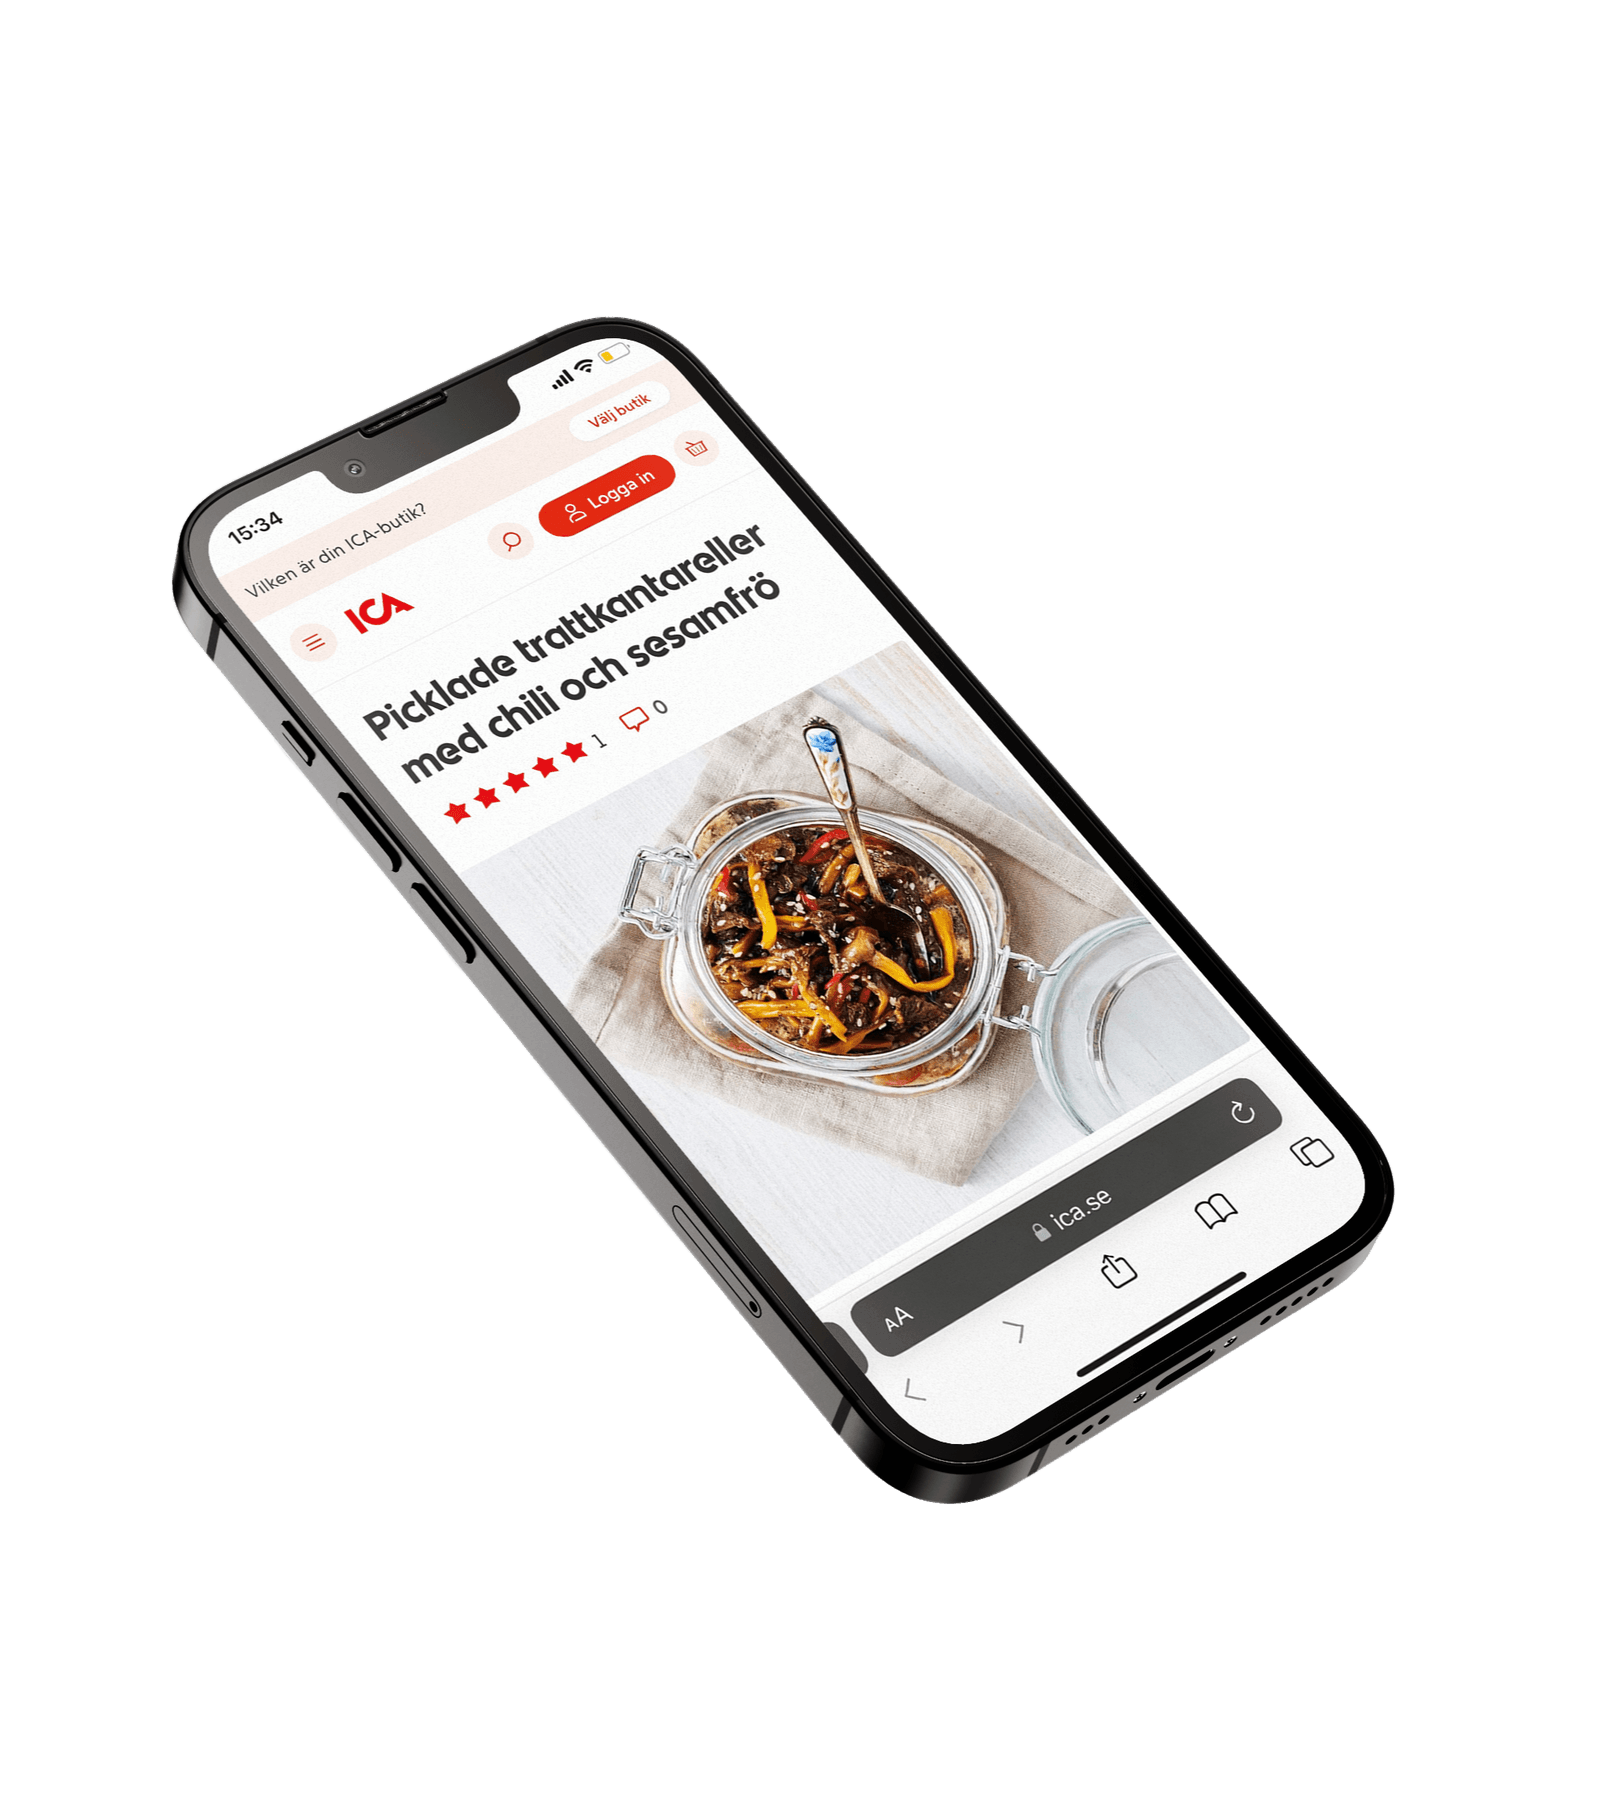 15:34
Vilken är din ICA-butik?
Välj butik
ICA
Logga in
Picklade trattkantareller
med chili och sesamfrö
1
0
AA
ica.se